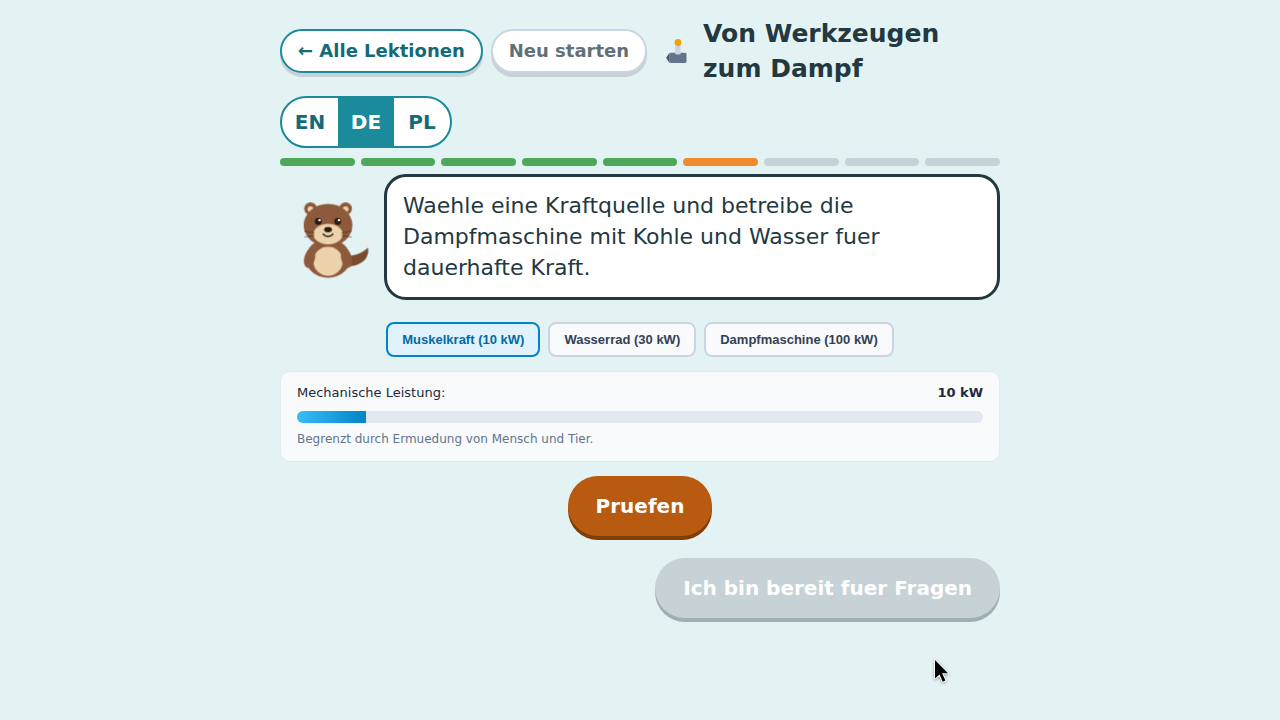 ← Alle Lektionen
Neu starten
Von Werkzeugen
zum Dampf
EN DE PL
Waehle eine Kraftquelle und betreibe die
Dampfmaschine mit Kohle und Wasser fuer
dauerhafte Kraft.
Muskelkraft (10 kW)
Wasserrad (30 kW)
Dampfmaschine (100 kW)
Mechanische Leistung: 10 kW
Begrenzt durch Ermuedung von Mensch und Tier.
Pruefen
Ich bin bereit fuer Fragen